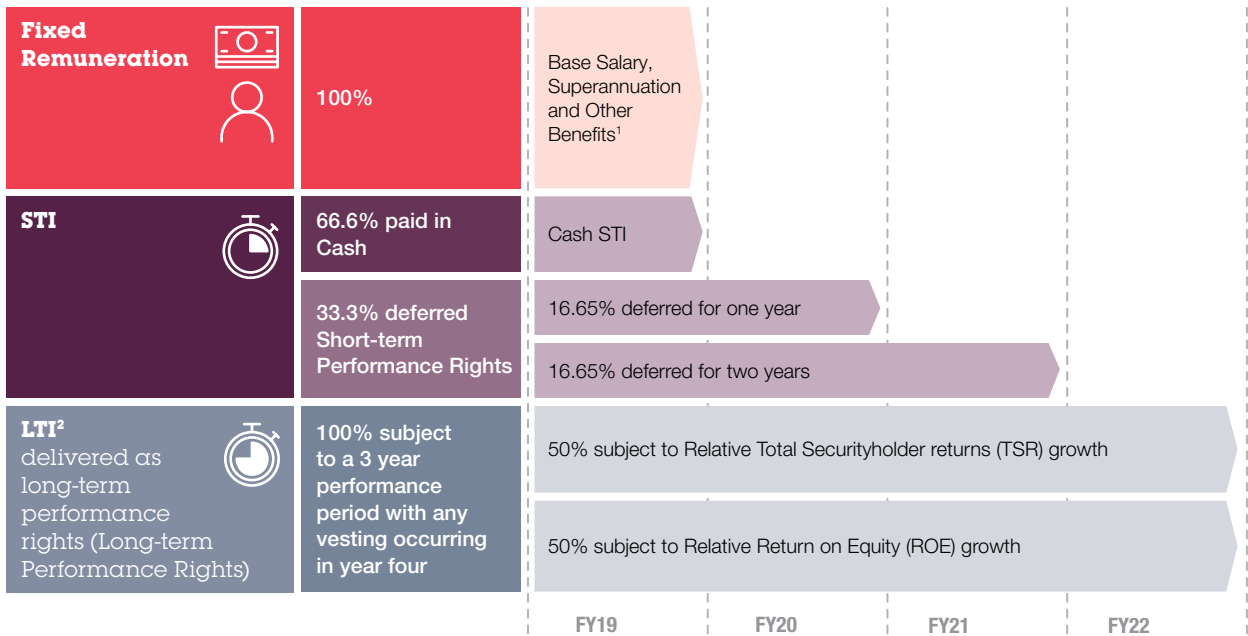 Fixed
Remuneration
100%
Base Salary,
Superannuation
and Other
Benefits¹
STI
66.6% paid in
Cash
Cash STI
33.3% deferred
Short-term
Performance Rights
16.65% deferred for one year
16.65% deferred for two years
LTI²
delivered as
long-term
performance
rights (Long-term
Performance Rights)
100% subject
to a 3 year
performance
period with any
vesting occurring
in year four
50% subject to Relative Total Securityholder returns (TSR) growth
50% subject to Relative Return on Equity (ROE) growth
FY19 FY20 FY21 FY22